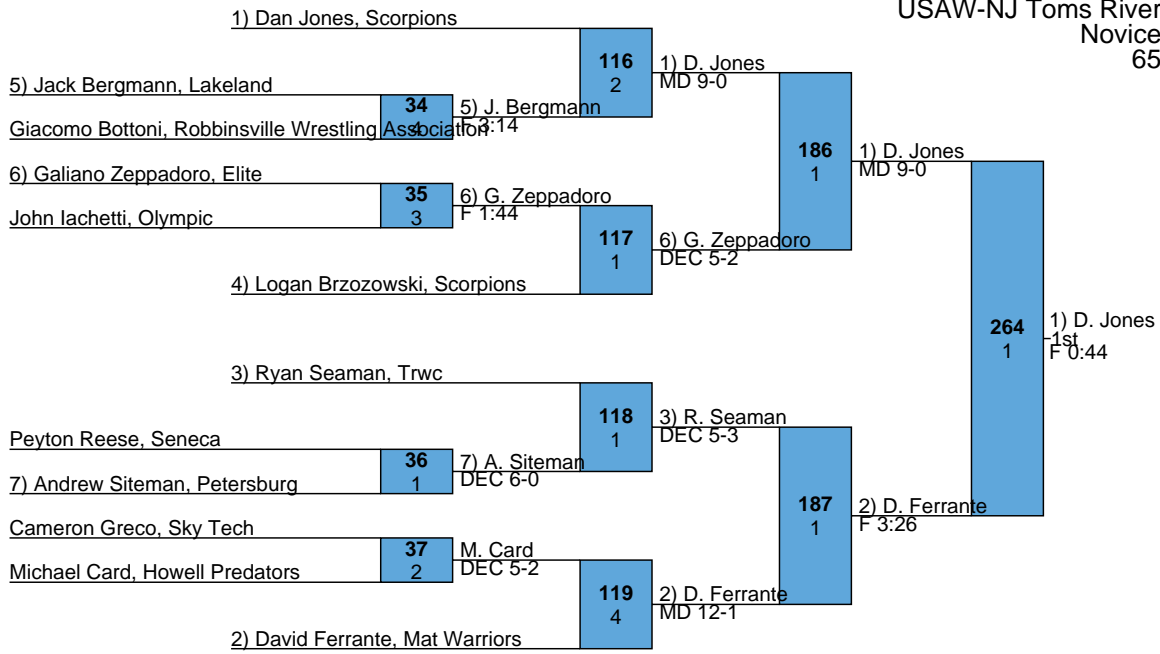 USAW-NJ Toms River
Novice
65
1) Dan Jones, Scorpions
116
2
1) D. Jones
MD 9-0
5) Jack Bergmann, Lakeland
34
4
5) J. Bergmann
F 3:14
Giacomo Bottoni, Robbinsville Wrestling Association
186
1
1) D. Jones
MD 9-0
6) Galiano Zeppadoro, Elite
35
3
6) G. Zeppadoro
F 1:44
John Iachetti, Olympic
117
1
6) G. Zeppadoro
DEC 5-2
4) Logan Brzozowski, Scorpions
264
1
1) D. Jones
1st
F 0:44
3) Ryan Seaman, Trwc
118
1
3) R. Seaman
DEC 5-3
Peyton Reese, Seneca
36
1
7) A. Siteman
DEC 6-0
7) Andrew Siteman, Petersburg
187
1
2) D. Ferrante
F 3:26
Cameron Greco, Sky Tech
37
2
M. Card
DEC 5-2
Michael Card, Howell Predators
119
4
2) D. Ferrante
MD 12-1
2) David Ferrante, Mat Warriors